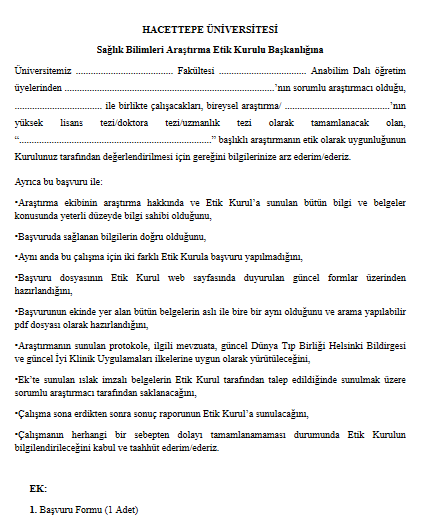 HACETTEPE ÜNİVERSİTESİ
Sağlık Bilimleri Araştırma Etik Kurulu Başkanlığına
Üniversitemiz ....................................... Fakültesi ................................... Anabilim Dalı öğretim
üyelerinden ....................................................................................'nın sorumlu araştırmacı olduğu,
................................... ile birlikte çalışacakları, bireysel araştırma/ ..........................................'nın
yüksek lisans tezi/doktora tezi/uzmanlık tezi olarak tamamlanacak olan,
“.............................................................................” başlıklı araştırmanın etik olarak uygunluğunun
Kurulunuz tarafından değerlendirilmesi için gereğini bilgilerinize arz ederim/ederiz.
Ayrıca bu başvuru ile:
•Araştırma ekibinin araştırma hakkında ve Etik Kurul’a sunulan bütün bilgi ve belgeler
konusunda yeterli düzeyde bilgi sahibi olduğunu,
•Başvuruda sağlanan bilgilerin doğru olduğunu,
•Aynı anda bu çalışma için iki farklı Etik Kurula başvuru yapılmadığını,
•Başvuru dosyasının Etik Kurul web sayfasında duyurulan güncel formlar üzerinden
hazırlandığını,
•Başvurunun ekinde yer alan bütün belgelerin aslı ile bire bir aynı olduğunu ve arama yapılabilir
pdf dosyası olarak hazırlandığını,
•Araştırmanın sunulan protokole, ilgili mevzuata, güncel Dünya Tıp Birliği Helsinki Bildirgesi
ve güncel İyi Klinik Uygulamaları ilkelerine uygun olarak yürütüleceğini,
•Ek’te sunulan ıslak imzalı belgelerin Etik Kurul tarafından talep edildiğinde sunulmak üzere
sorumlu araştırmacı tarafından saklanacağını,
•Çalışma sona erdikten sonra sonuç raporunun Etik Kurul’a sunulacağını,
•Çalışmanın herhangi bir sebepten dolayı tamamlanamaması durumunda Etik Kurulun
bilgilendirileceğini kabul ve taahhüt ederim/ederiz.
EK:
1. Başvuru Formu (1 Adet)